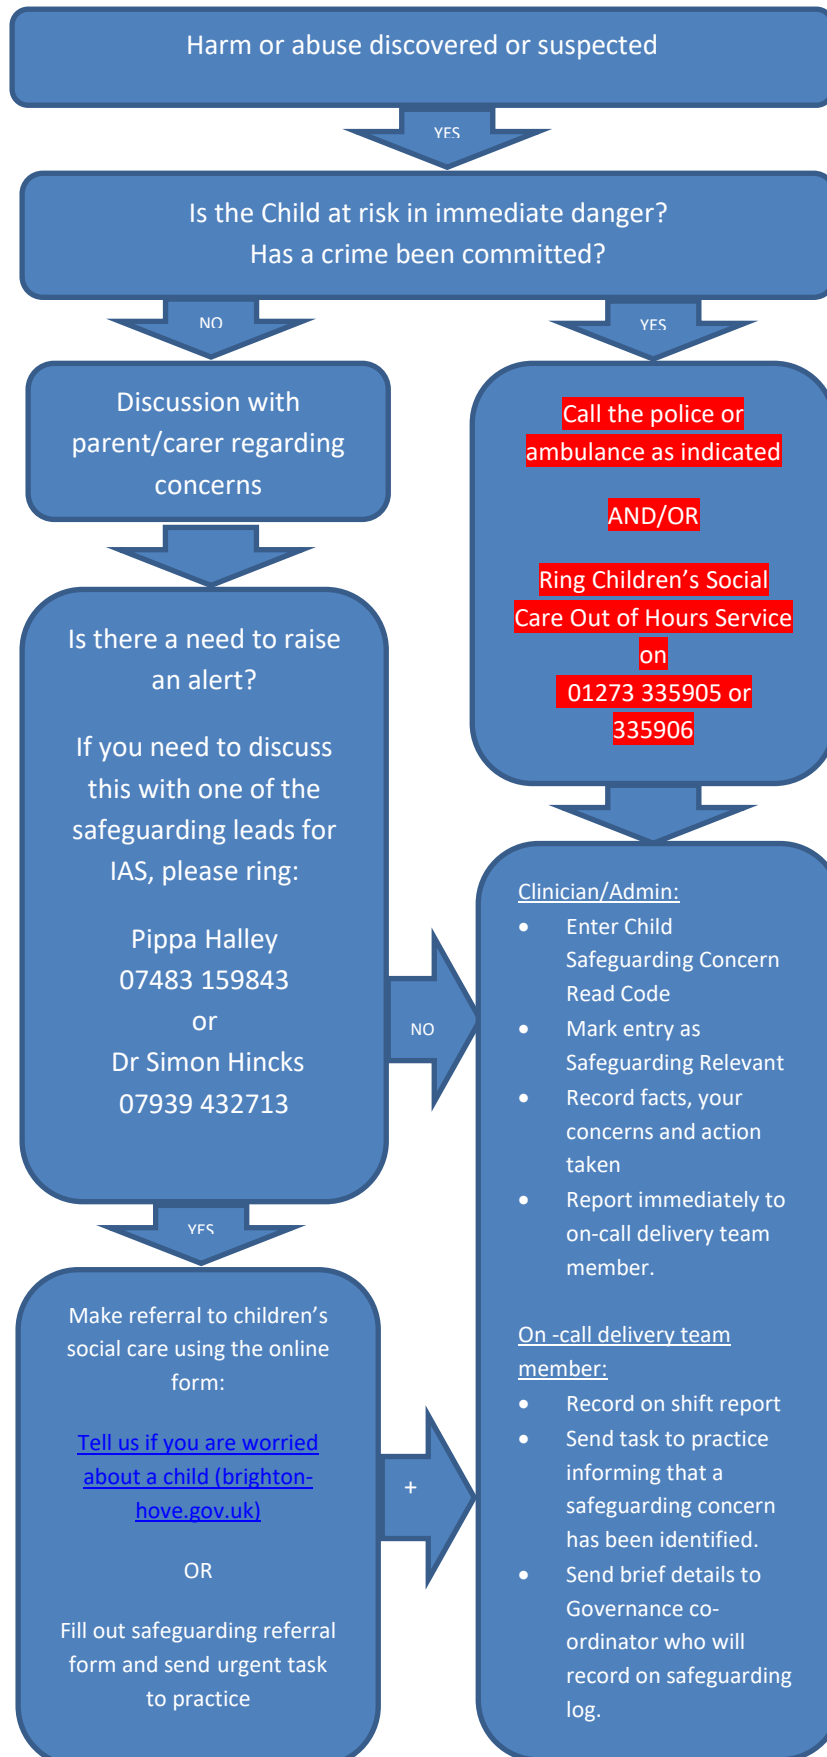 Harm or abuse discovered or suspected
YES
Is the Child at risk in immediate danger?
Has a crime been committed?
NO
YES
Discussion with
parent/carer regarding
concerns
Call the police or
ambulance as indicated
AND/OR
Ring Children’s Social
Care Out of Hours Service
on
01273 335905 or
335906
Is there a need to raise
an alert?
If you need to discuss
this with one of the
safeguarding leads for
IAS, please ring:
Pippa Halley
07483 159843
or
Dr Simon Hincks
07939 432713
NO
YES
Make referral to children’s
social care using the online
form:
Tell us if you are worried
about a child (brighton-
hove.gov.uk)
OR
Fill out safeguarding referral
form and send urgent task
to practice
+
Clinician/Admin:
• Enter Child
Safeguarding Concern
Read Code
• Mark entry as
Safeguarding Relevant
• Record facts, your
concerns and action
taken
• Report immediately to
on-call delivery team
member.
On -call delivery team
member:
• Record on shift report
• Send task to practice
informing that a
safeguarding concern
has been identified.
• Send brief details to
Governance co-
ordinator who will
record on safeguarding
log.